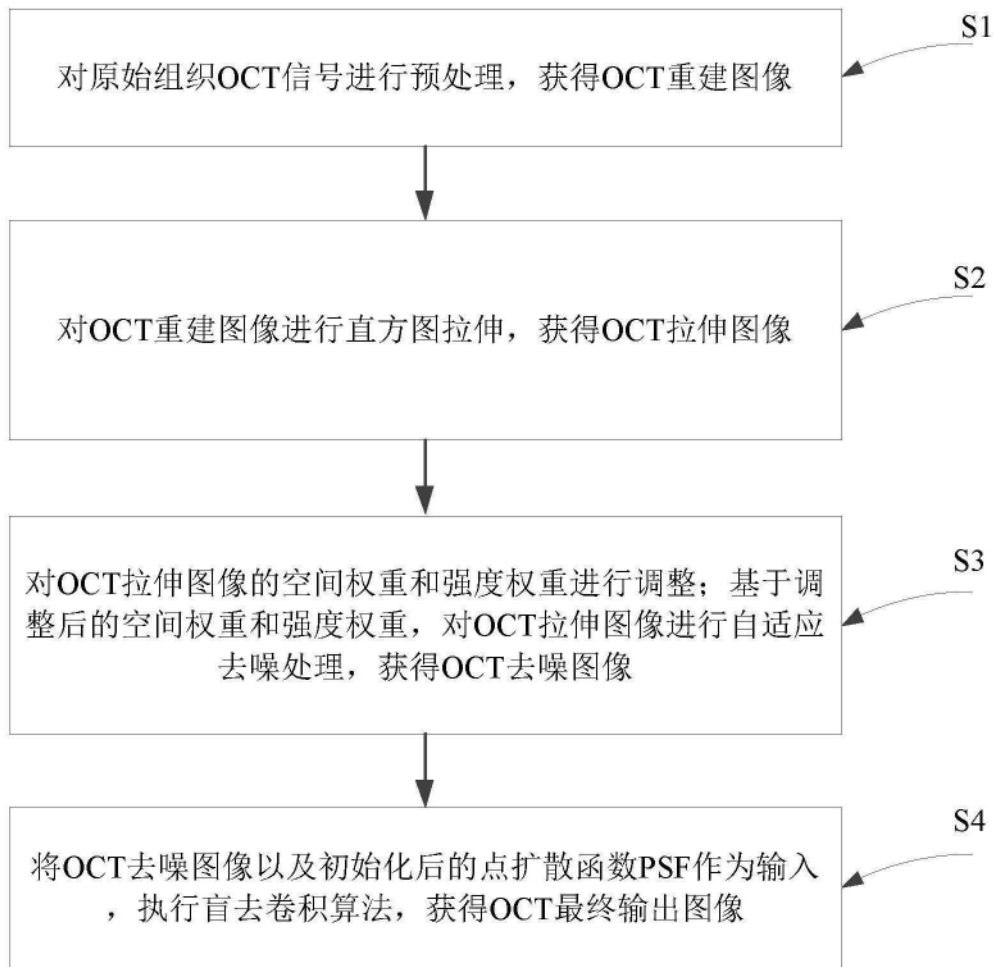 S1
对原始组织OCT信号进行预处理，获得OCT重建图像
S2
对OCT重建图像进行直方图拉伸，获得OCT拉伸图像
S3
对OCT拉伸图像的空间权重和强度权重进行调整；基于调
整后的空间权重和强度权重，对OCT拉伸图像进行自适应
去噪处理，获得OCT去噪图像
S4
将OCT去噪图像以及初始化后的点扩散函数PSF作为输入
，执行盲去卷积算法，获得OCT最终输出图像